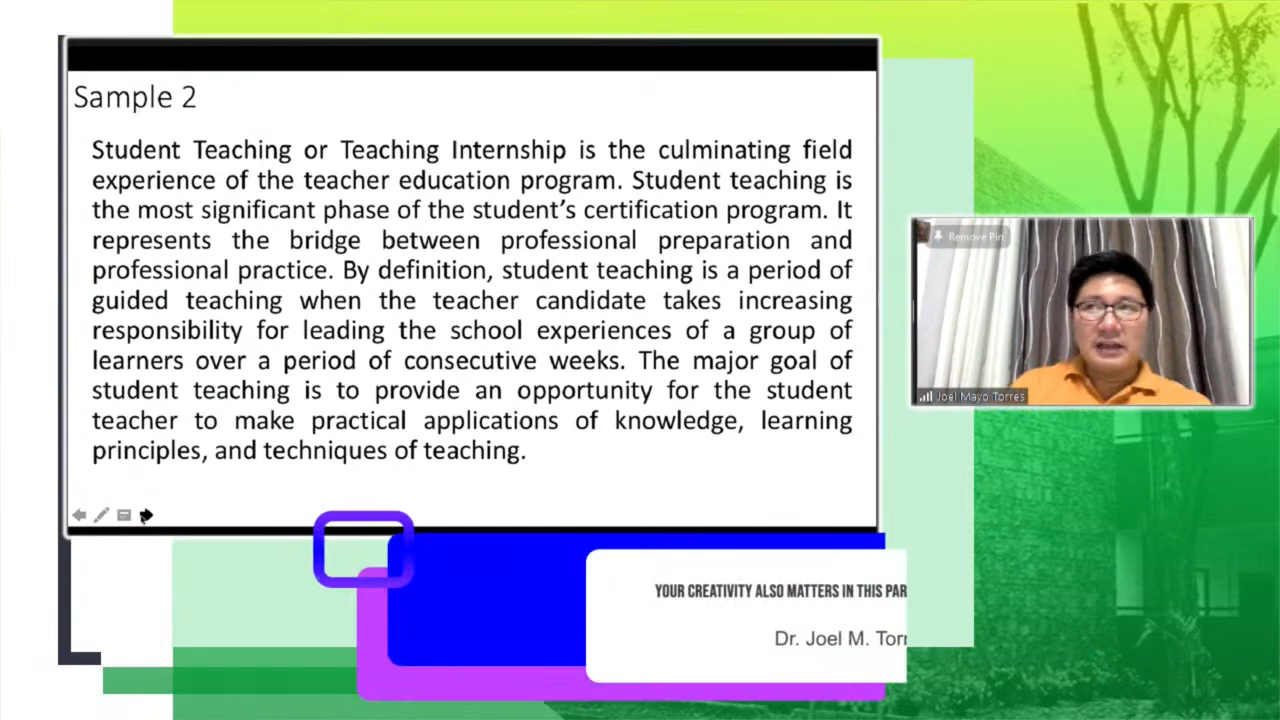 Sample 2
Student Teaching or Teaching Internship is the culminating field
experience of the teacher education program. Student teaching is
the most significant phase of the student's certification program. It
represents the bridge between professional preparation and
professional practice. By definition, student teaching is a period of
guided teaching when the teacher candidate takes increasing
responsibility for leading the school experiences of a group of
learners over a period of consecutive weeks. The major goal of
student teaching is to provide an opportunity for the student
teacher to make practical applications of knowledge, learning
principles, and techniques of teaching.
Remove Pin
Joel Mayo Torres
YOUR CREATIVITY ALSO MATTERS IN THIS PAR
Dr. Joel M. Torr